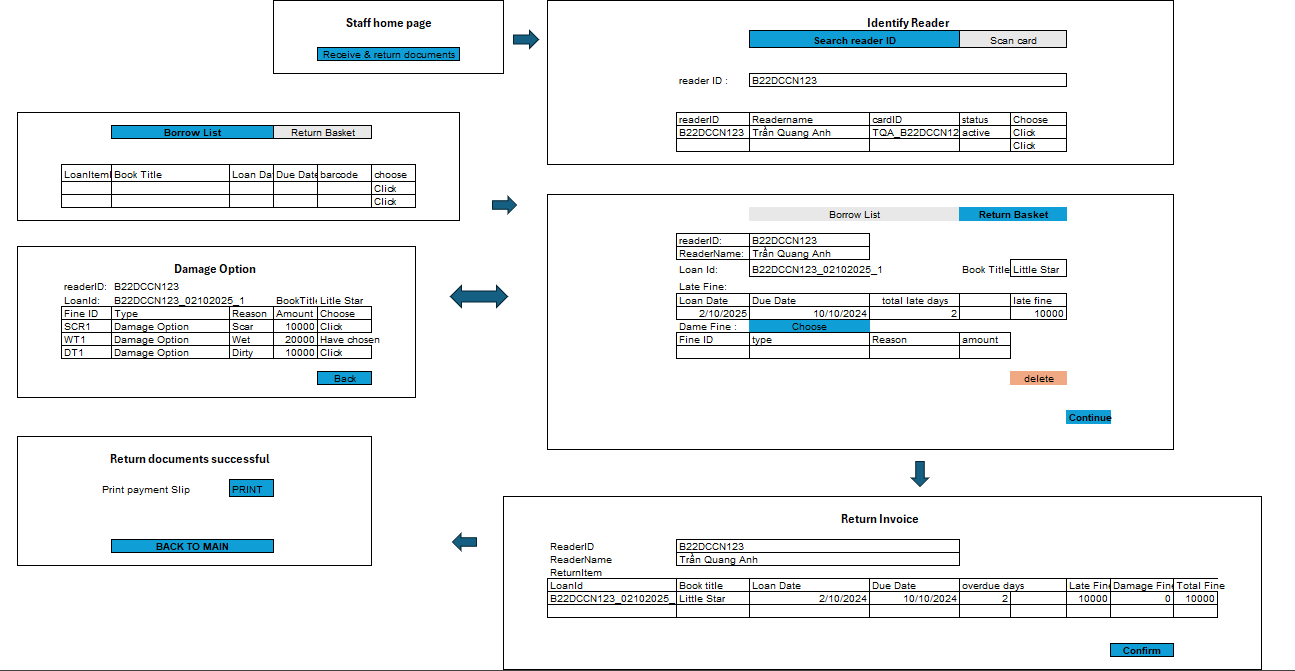 Staff home page
Receive & return documents
Identify Reader
Search reader ID Scan card
reader ID : B22DCCN123
readerID Readername cardID status Choose
B22DCCN123 Trần Quang Anh TQA_B22DCCN12 active Click
Click
Borrow List Return Basket
LoanItemI Book Title Loan Da Due Date barcode choose
Click
Click
Borrow List Return Basket
readerID: B22DCCN123
ReaderName: Trần Quang Anh
Loan Id: B22DCCN123_02102025_1 Book Title Little Star
Late Fine:
Loan Date Due Date total late days late fine
2/10/2025 10/10/2024 2 10000
Dame Fine : Choose
Fine ID type Reason amount
delete
Continue
Damage Option
readerID: B22DCCN123
LoanId: B22DCCN123_02102025_1 BookTitle Litle Star
Fine ID Type Reason Amount Choose
SCR1 Damage Option Scar 10000 Click
WT1 Damage Option Wet 20000 Have chosen
DT1 Damage Option Dirty 10000 Click
Back
Return Invoice
ReaderID B22DCCN123
ReaderName Trần Quang Anh
ReturnItem
LoanId Book title Loan Date Due Date overdue days Late Fine Damage Fin Total Fine
B22DCCN123_02102025_ Little Star 2/10/2024 10/10/2024 2 10000 0 10000
Confirm
Return documents successful
Print payment Slip PRINT
BACK TO MAIN